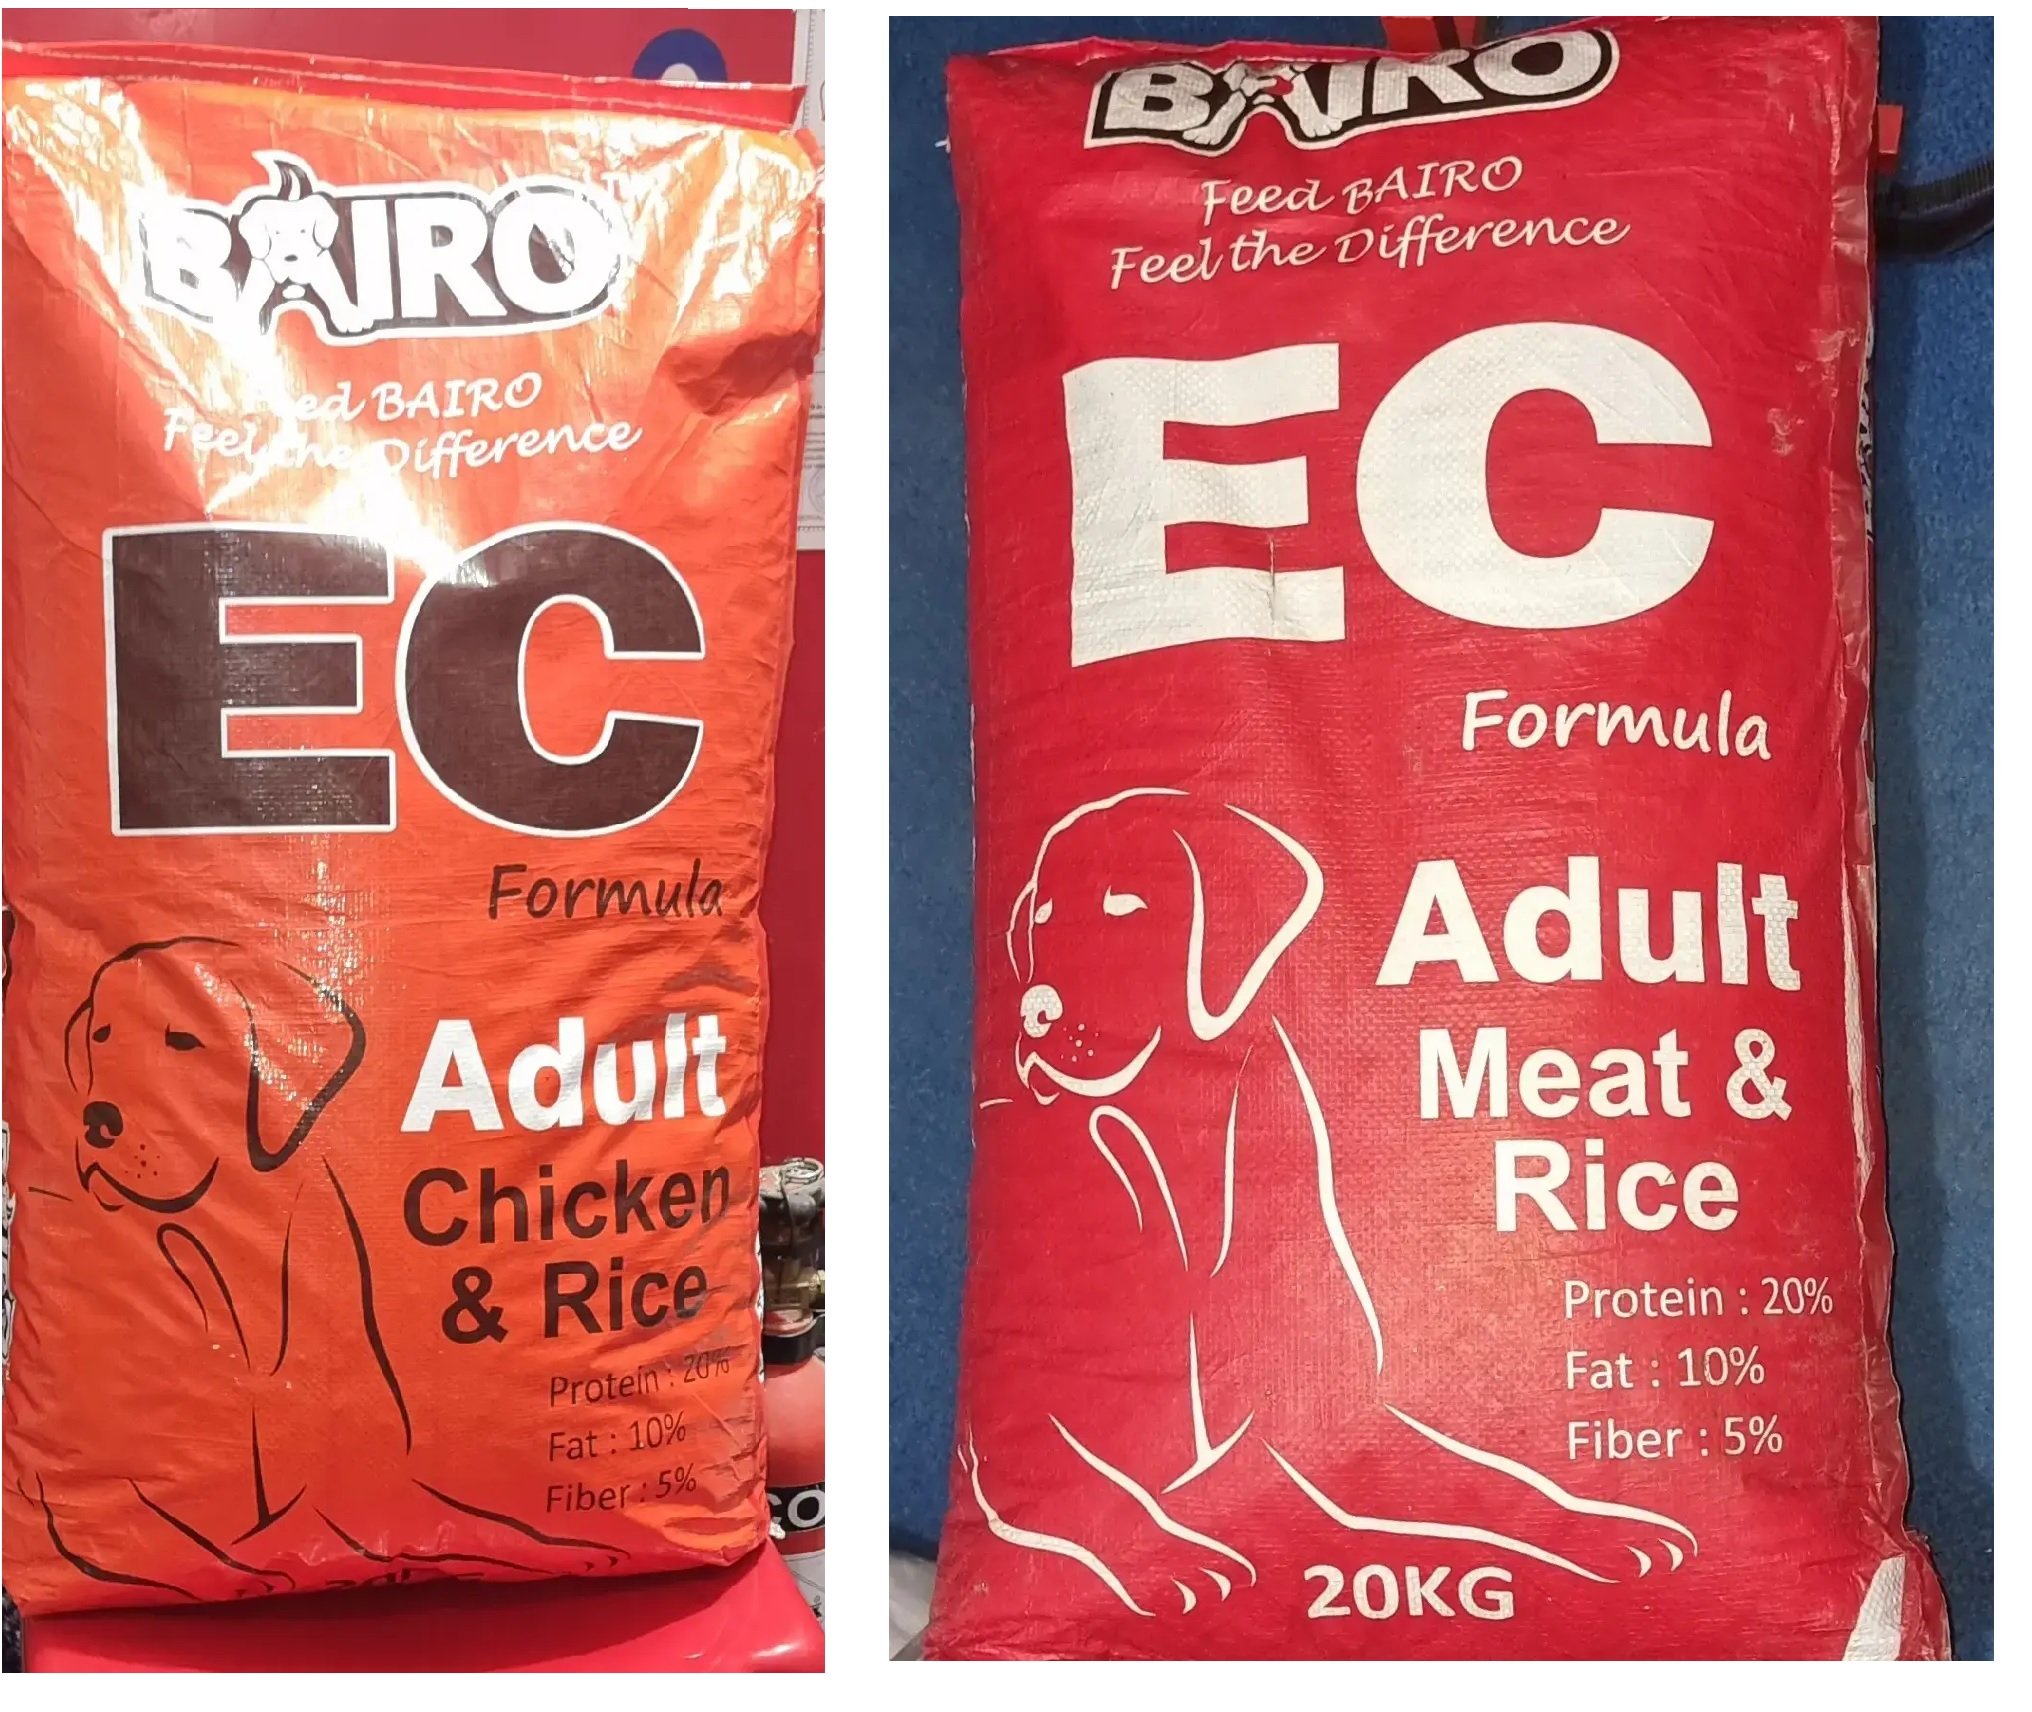 BAIRO
Feed BAIRO
Feel the Difference
EC
Formula
Adult
Chicken
& Rice
Protein : 20%
Fat : 10%
Fiber : 5%
CO
BAIRO
Feed BAIRO
Feel the Difference
EC
Formula
Adult
Meat &
Rice
Protein : 20%
Fat : 10%
Fiber : 5%
20KG